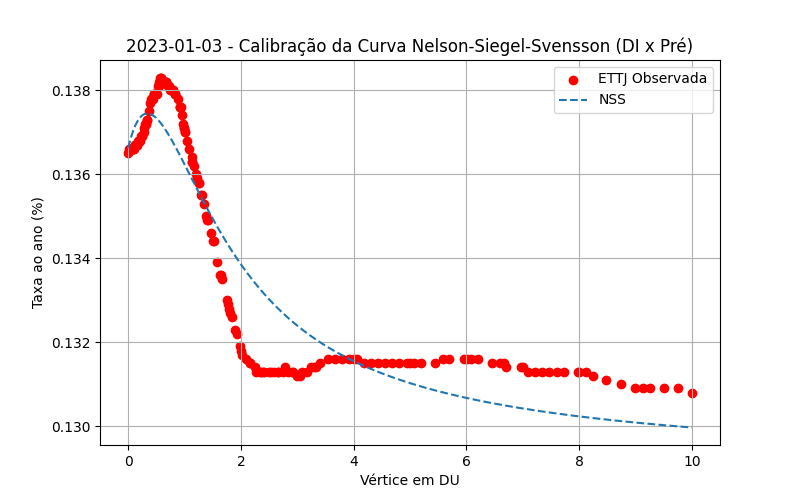 2023-01-03 - Calibração da Curva Nelson-Siegel-Svensson (DI x Pré)
ETTJ Observada
NSS
Taxa ao ano (%)
0.138
0.136
0.134
0.132
0.130
0 2 4 6 8 10
Vértice em DU